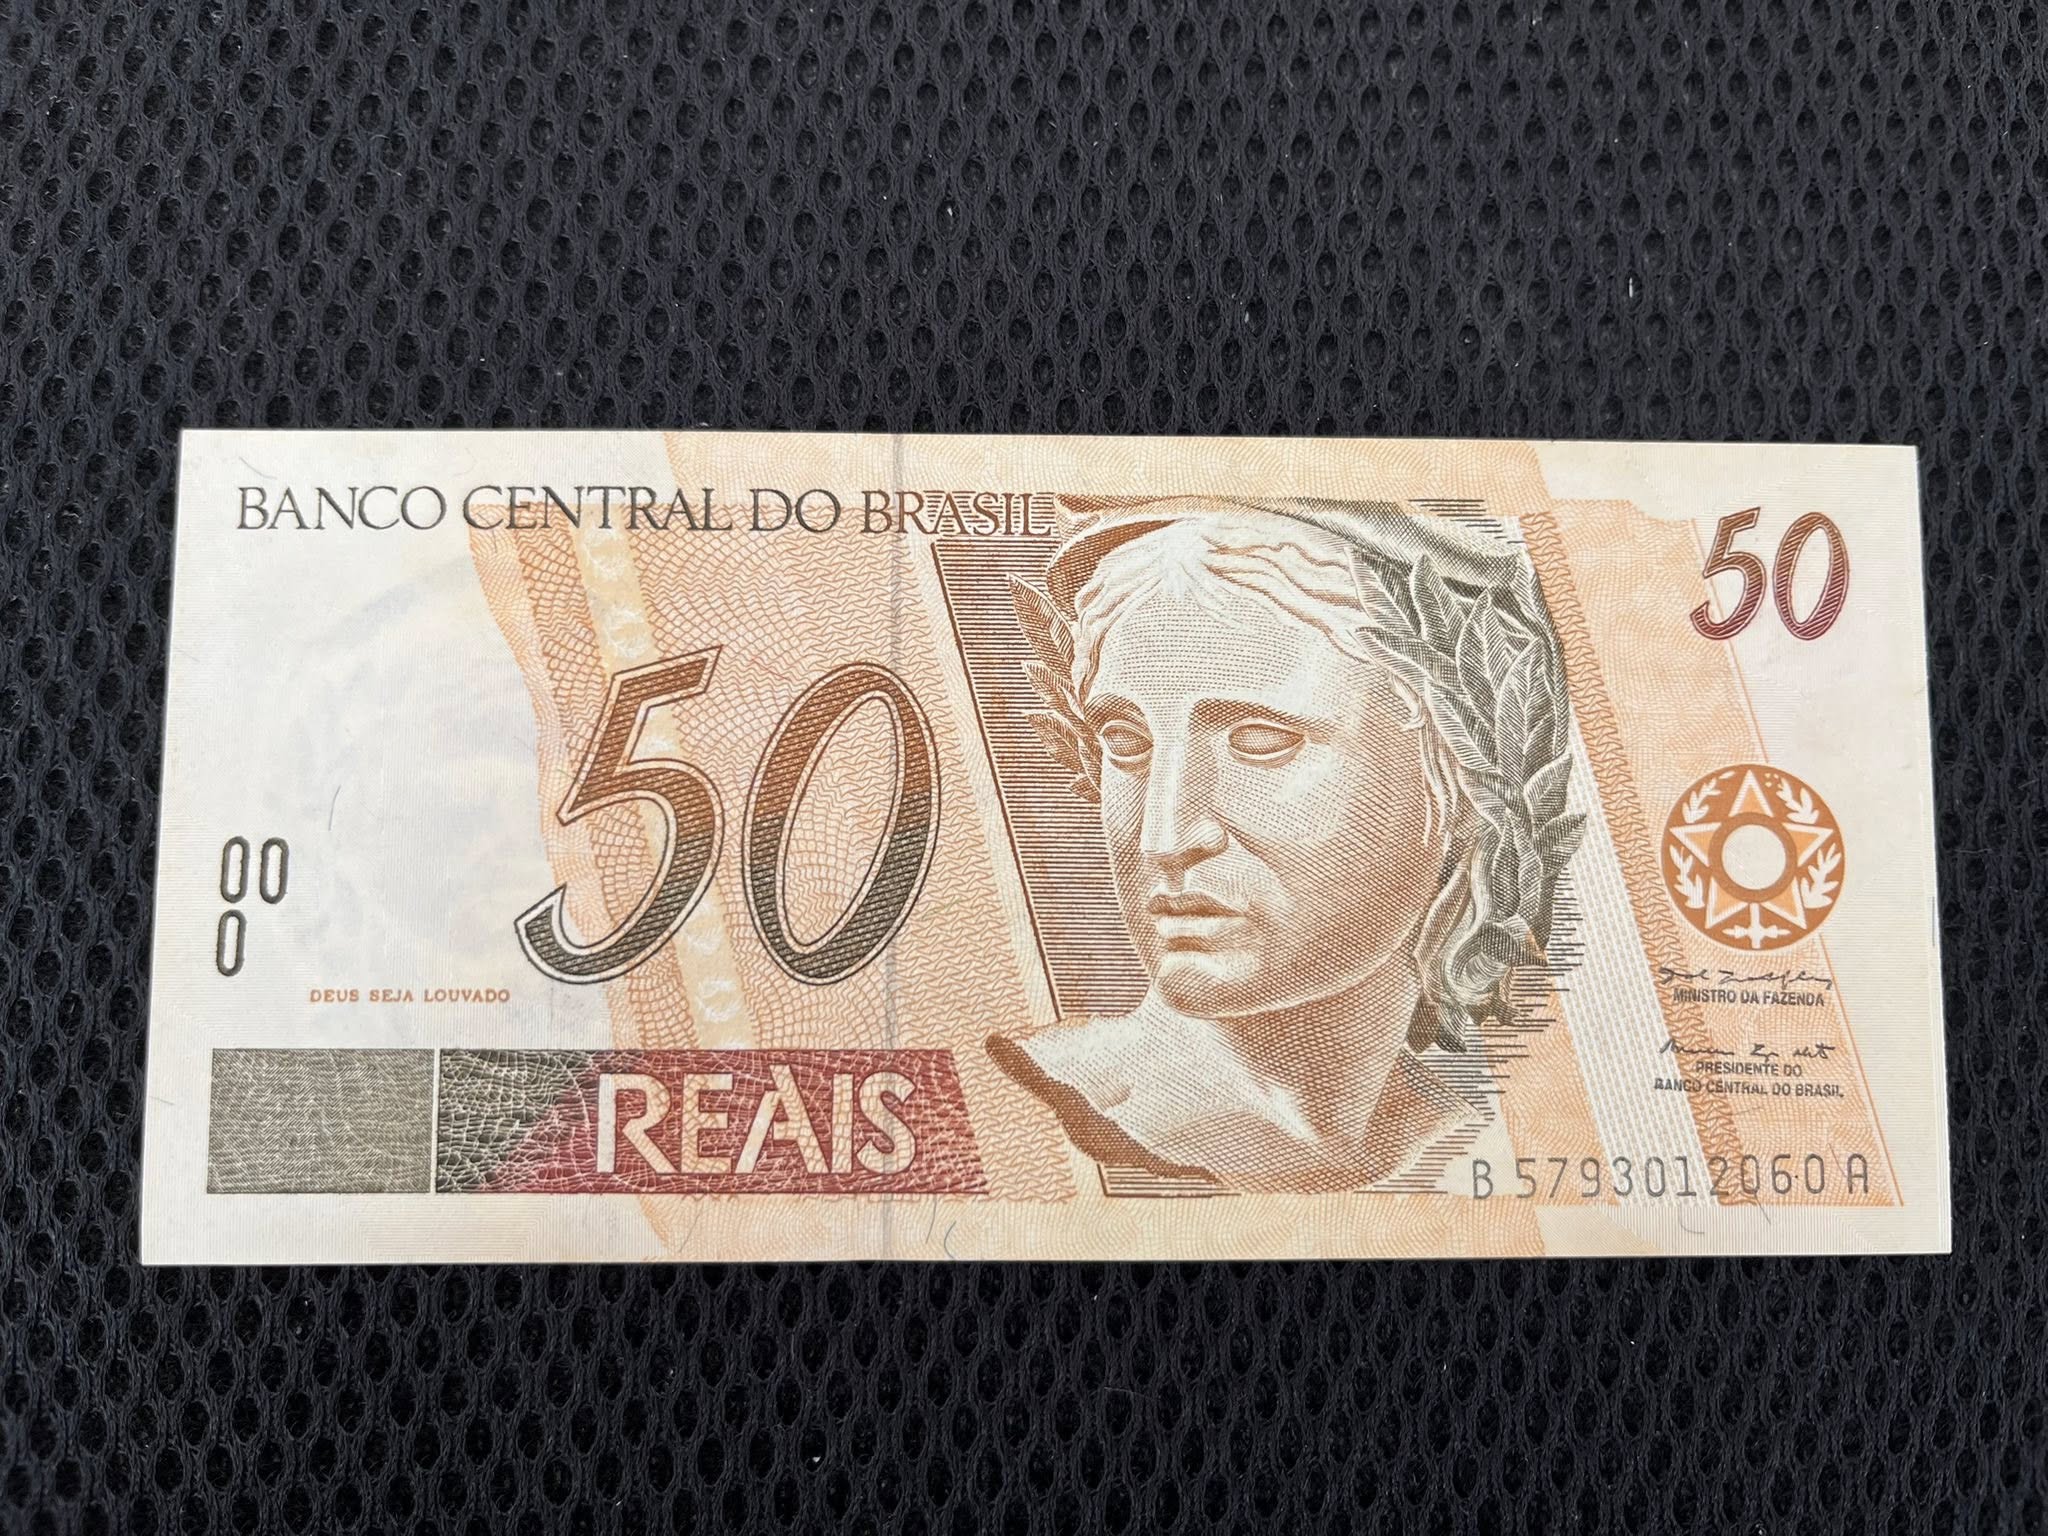 BANCO CENTRAL DO BRASIL
50
50
00
0
DEUS SEJA LOUVADO
REAIS
MINISTRO DA FAZENDA
PRESIDENTE DO
BANCO CENTRAL DO BRASIL
B 5793012060 A